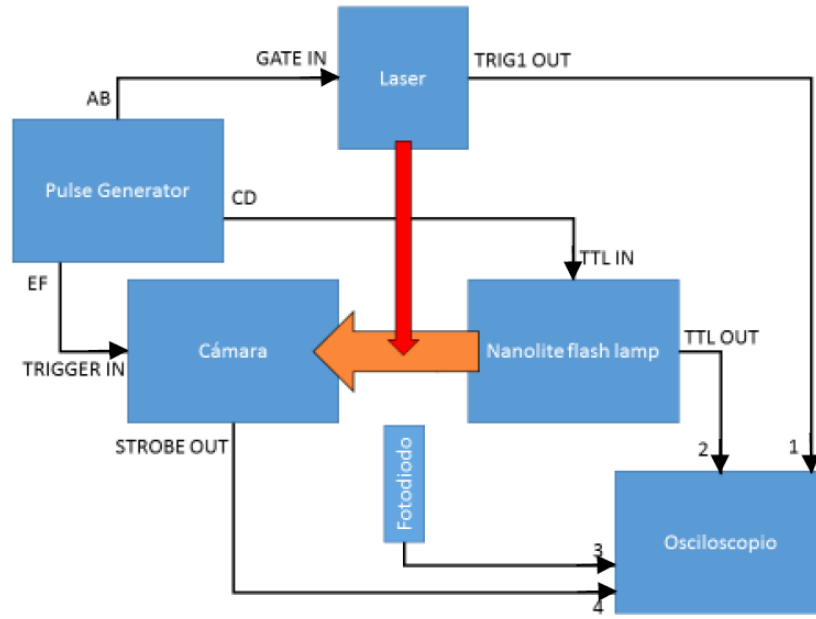 GATE IN
Laser
TRIG1 OUT
AB
Pulse Generator
CD
EF
TTL IN
TRIGGER IN
Cámara
Nanolite flash lamp
TTL OUT
STROBE OUT
Fotodiodo
2
1
3
Osciloscopio
4